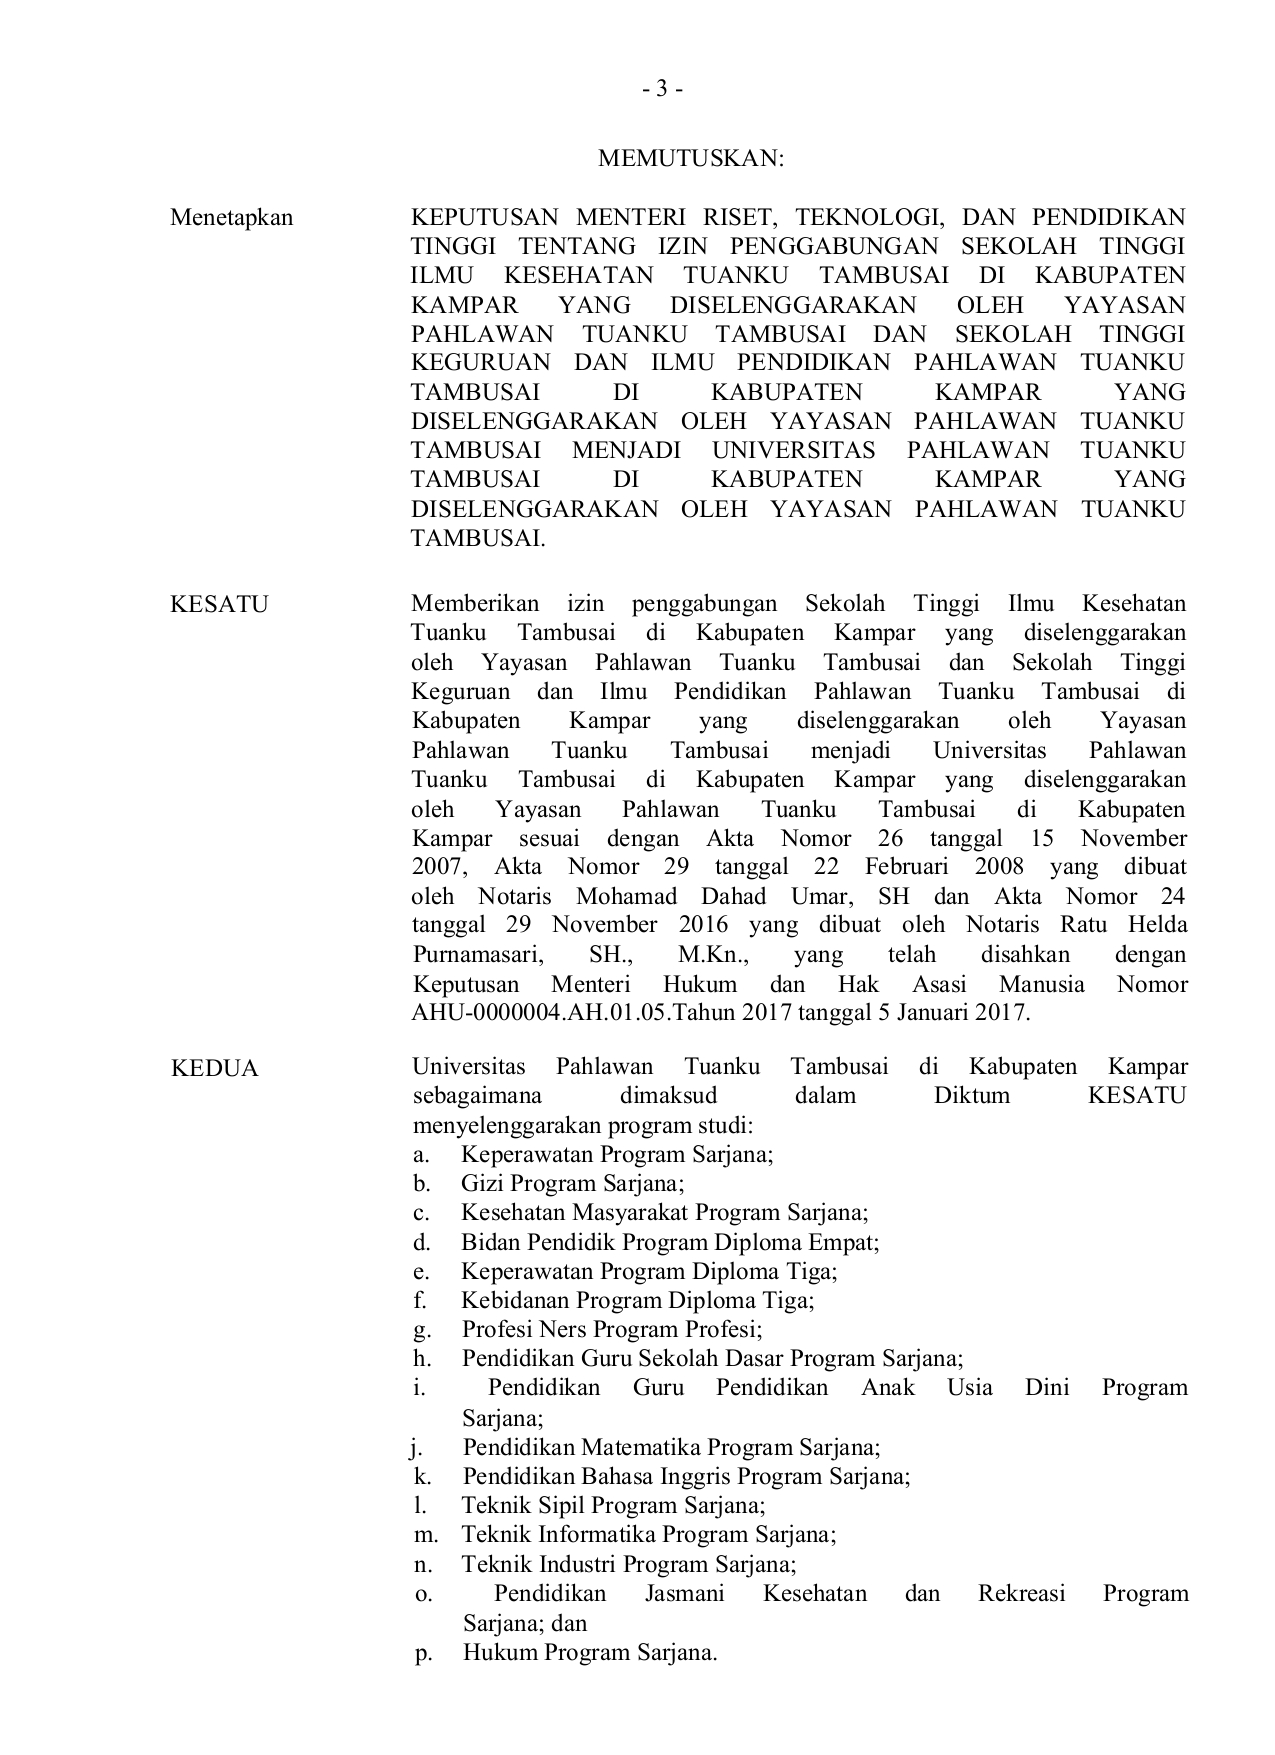 - 3 -
MEMUTUSKAN:
Menetapkan
KEPUTUSAN MENTERI RISET, TEKNOLOGI, DAN PENDIDIKAN
TINGGI TENTANG IZIN PENGGABUNGAN SEKOLAH TINGGI
ILMU KESEHATAN TUANKU TAMBUSAI DI KABUPATEN
KAMPAR YANG DISELENGGARAKAN OLEH YAYASAN
PAHLAWAN TUANKU TAMBUSAI DAN SEKOLAH TINGGI
KEGURUAN DAN ILMU PENDIDIKAN PAHLAWAN TUANKU
TAMBUSAI DI KABUPATEN KAMPAR YANG
DISELENGGARAKAN OLEH YAYASAN PAHLAWAN TUANKU
TAMBUSAI MENJADI UNIVERSITAS PAHLAWAN TUANKU
TAMBUSAI DI KABUPATEN KAMPAR YANG
DISELENGGARAKAN OLEH YAYASAN PAHLAWAN TUANKU
TAMBUSAI.
KESATU
Memberikan izin penggabungan Sekolah Tinggi Ilmu Kesehatan
Tuanku Tambusai di Kabupaten Kampar yang diselenggarakan
oleh Yayasan Pahlawan Tuanku Tambusai dan Sekolah Tinggi
Keguruan dan Ilmu Pendidikan Pahlawan Tuanku Tambusai di
Kabupaten Kampar yang diselenggarakan oleh Yayasan
Pahlawan Tuanku Tambusai menjadi Universitas Pahlawan
Tuanku Tambusai di Kabupaten Kampar yang diselenggarakan
oleh Yayasan Pahlawan Tuanku Tambusai di Kabupaten
Kampar sesuai dengan Akta Nomor 26 tanggal 15 November
2007, Akta Nomor 29 tanggal 22 Februari 2008 yang dibuat
oleh Notaris Mohamad Dahad Umar, SH dan Akta Nomor 24
tanggal 29 November 2016 yang dibuat oleh Notaris Ratu Helda
Purnamasari, SH., M.Kn., yang telah disahkan dengan
Keputusan Menteri Hukum dan Hak Asasi Manusia Nomor
AHU-0000004.AH.01.05.Tahun 2017 tanggal 5 Januari 2017.
KEDUA
Universitas Pahlawan Tuanku Tambusai di Kabupaten Kampar
sebagaimana dimaksud dalam Diktum KESATU
menyelenggarakan program studi:
a. Keperawatan Program Sarjana;
b. Gizi Program Sarjana;
c. Kesehatan Masyarakat Program Sarjana;
d. Bidan Pendidik Program Diploma Empat;
e. Keperawatan Program Diploma Tiga;
f. Kebidanan Program Diploma Tiga;
g. Profesi Ners Program Profesi;
h. Pendidikan Guru Sekolah Dasar Program Sarjana;
i. Pendidikan Guru Pendidikan Anak Usia Dini Program
Sarjana;
j. Pendidikan Matematika Program Sarjana;
k. Pendidikan Bahasa Inggris Program Sarjana;
l. Teknik Sipil Program Sarjana;
m. Teknik Informatika Program Sarjana;
n. Teknik Industri Program Sarjana;
o. Pendidikan Jasmani Kesehatan dan Rekreasi Program
Sarjana; dan
p. Hukum Program Sarjana.